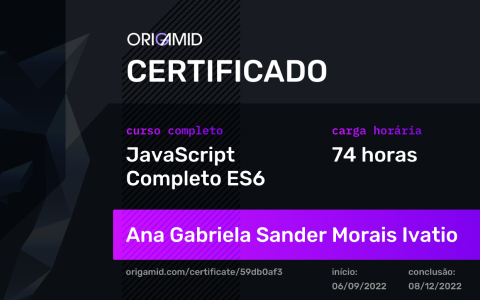 ORIGAMID
CERTIFICADO
curso completo
carga horária
JavaScript
Completo ES6
74 horas
Ana Gabriela Sander Morais Ivatio
origamid.com/certificate/59db0af3
início:
06/09/2022
conclusão:
08/12/2022